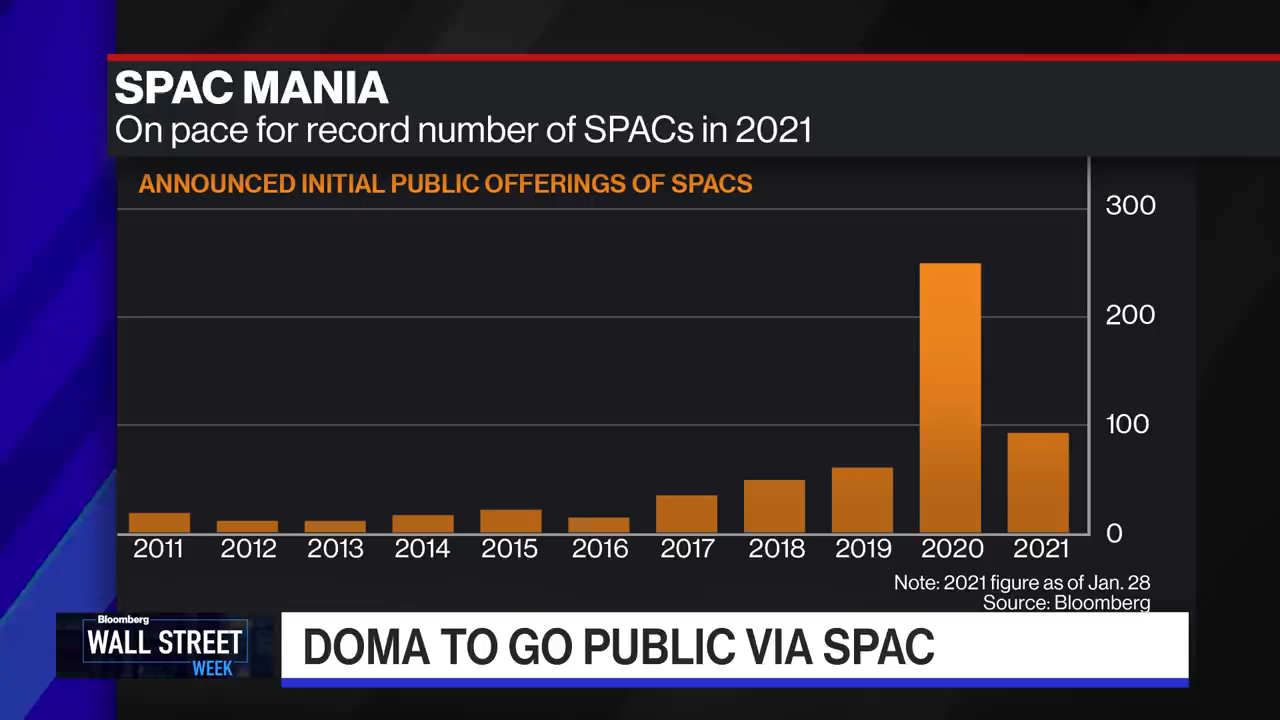 SPAC MANIA
On pace for record number of SPACs in 2021
ANNOUNCED INITIAL PUBLIC OFFERINGS OF SPACS
300
200
100
0
2011 2012 2013 2014 2015 2016 2017 2018 2019 2020 2021
Note: 2021 figure as of Jan. 28
Source: Bloomberg
Bloomberg
WALL STREET
WEEK
DOMA TO GO PUBLIC VIA SPAC